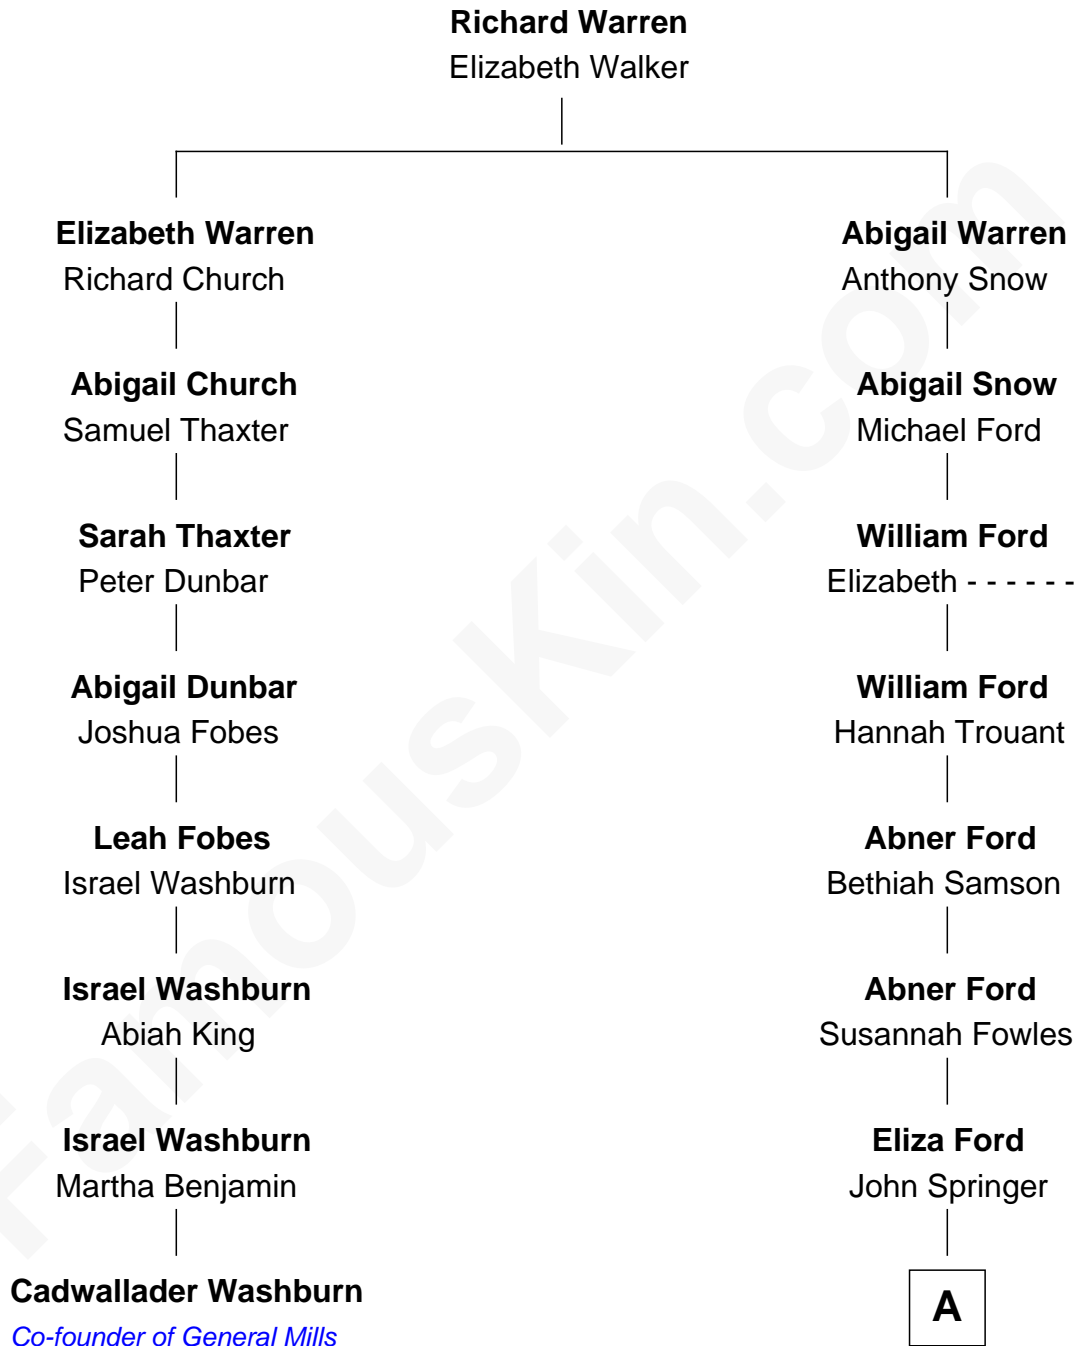 Richard Warren
Elizabeth Walker
Elizabeth Warren
Richard Church
Abigail Church
Samuel Thaxter
Sarah Thaxter
Peter Dunbar
Abigail Dunbar
Joshua Fobes
Leah Fobes
Israel Washburn
Israel Washburn
Abiah King
Israel Washburn
Martha Benjamin
Cadwallader Washburn
Co-founder of General Mills
Abigail Warren
Anthony Snow
Abigail Snow
Michael Ford
William Ford
Elizabeth - - - - - -
William Ford
Hannah Trouant
Abner Ford
Bethiah Samson
Abner Ford
Susannah Fowles
Eliza Ford
John Springer
A
FamousKin.com